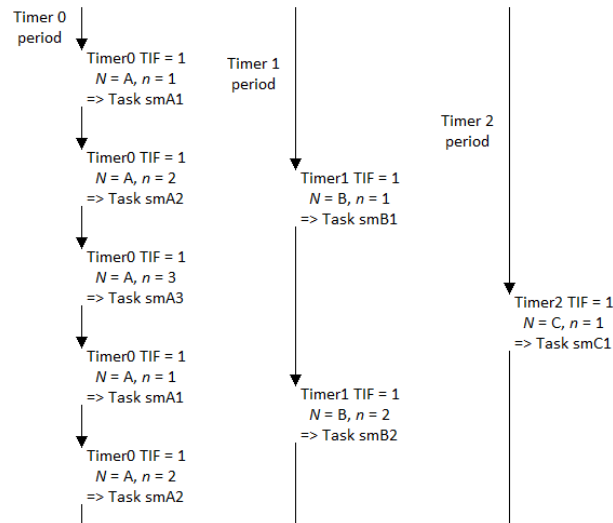 Timer 0
period
Timer0 TIF = 1
N = A, n = 1
=> Task smA1
Timer0 TIF = 1
N = A, n = 2
=> Task smA2
Timer0 TIF = 1
N = A, n = 3
=> Task smA3
Timer0 TIF = 1
N = A, n = 1
=> Task smA1
Timer0 TIF = 1
N = A, n = 2
=> Task smA2
Timer 1
period
Timer1 TIF = 1
N = B, n = 1
=> Task smB1
Timer1 TIF = 1
N = B, n = 2
=> Task smB2
Timer 2
period
Timer2 TIF = 1
N = C, n = 1
=> Task smC1